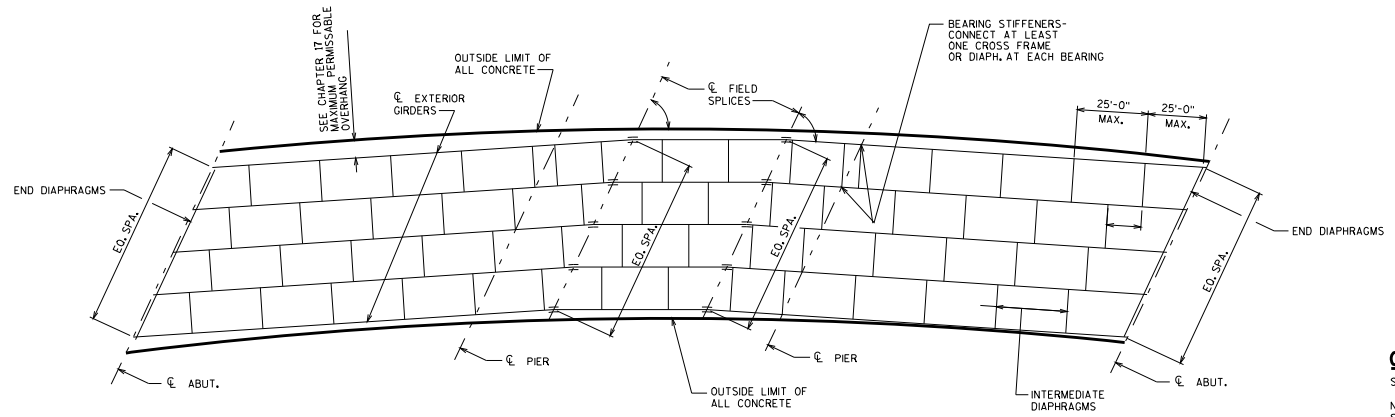 SEE CHAPTER 17 FOR
MAXIMUM PERMISSABLE
OVERHANG
OUTSIDE LIMIT OF
ALL CONCRETE
℄ EXTERIOR
GIRDERS
℄ FIELD
SPLICES
BEARING STIFFENERS-
CONNECT AT LEAST
ONE CROSS FRAME
OR DIAPH. AT EACH BEARING
25'-0"
MAX.
25'-0"
MAX.
END DIAPHRAGMS
EQ. SPA.
EQ. SPA.
EQ. SPA.
EQ. SPA.
END DIAPHRAGMS
℄ ABUT.
℄ PIER
OUTSIDE LIMIT OF
ALL CONCRETE
℄ PIER
INTERMEDIATE
DIAPHRAGMS
℄ ABUT.